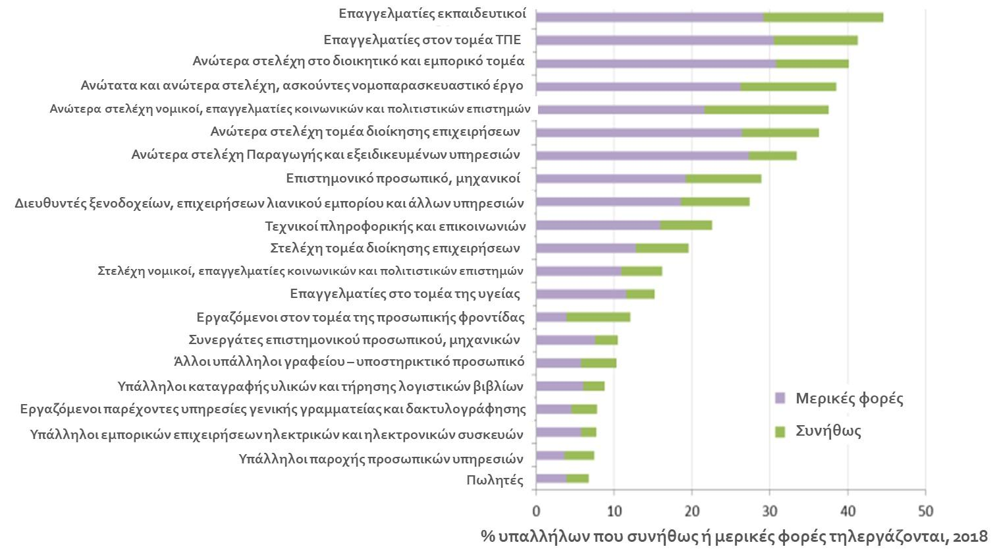 Επαγγελματίες εκπαιδευτικοί
Επαγγελματίες στον τομέα ΤΠΕ
Ανώτερα στελέχη στο διοικητικό και εμπορικό τομέα
Ανώτατα και ανώτερα στελέχη, ασκούντες νομοπαρασκευαστικό έργο
Ανώτερα στελέχη νομικοί, επαγγελματίες κοινωνικών και πολιτιστικών επιστημών
Ανώτερα στελέχη τομέα διοίκησης επιχειρήσεων
Ανώτερα στελέχη Παραγωγής και εξειδικευμένων υπηρεσιών
Επιστημονικό προσωπικό, μηχανικοί
Διευθυντές ξενοδοχείων, επιχειρήσεων λιανικού εμπορίου και άλλων υπηρεσιών
Τεχνικοί πληροφορικής και επικοινωνιών
Στελέχη τομέα διοίκησης επιχειρήσεων
Στελέχη νομικοί, επαγγελματίες κοινωνικών και πολιτιστικών επιστημών
Επαγγελματίες στο τομέα της υγείας
Εργαζόμενοι στον τομέα της προσωπικής φροντίδας
Συνεργάτες επιστημονικού προσωπικού, μηχανικών
Άλλοι υπάλληλοι γραφείου – υποστηρικτικό προσωπικό
Υπάλληλοι καταγραφής υλικών και τήρησης λογιστικών βιβλίων
Εργαζόμενοι παρέχοντες υπηρεσίες γενικής γραμματείας και δακτυλογράφησης
Υπάλληλοι εμπορικών επιχειρήσεων ηλεκτρικών και ηλεκτρονικών συσκευών
Υπάλληλοι παροχής προσωπικών υπηρεσιών
Πωλητές
Μερικές φορές
Συνήθως
0 10 20 30 40 50
% υπαλλήλων που συνήθως ή μερικές φορές τηλεργάζονται, 2018